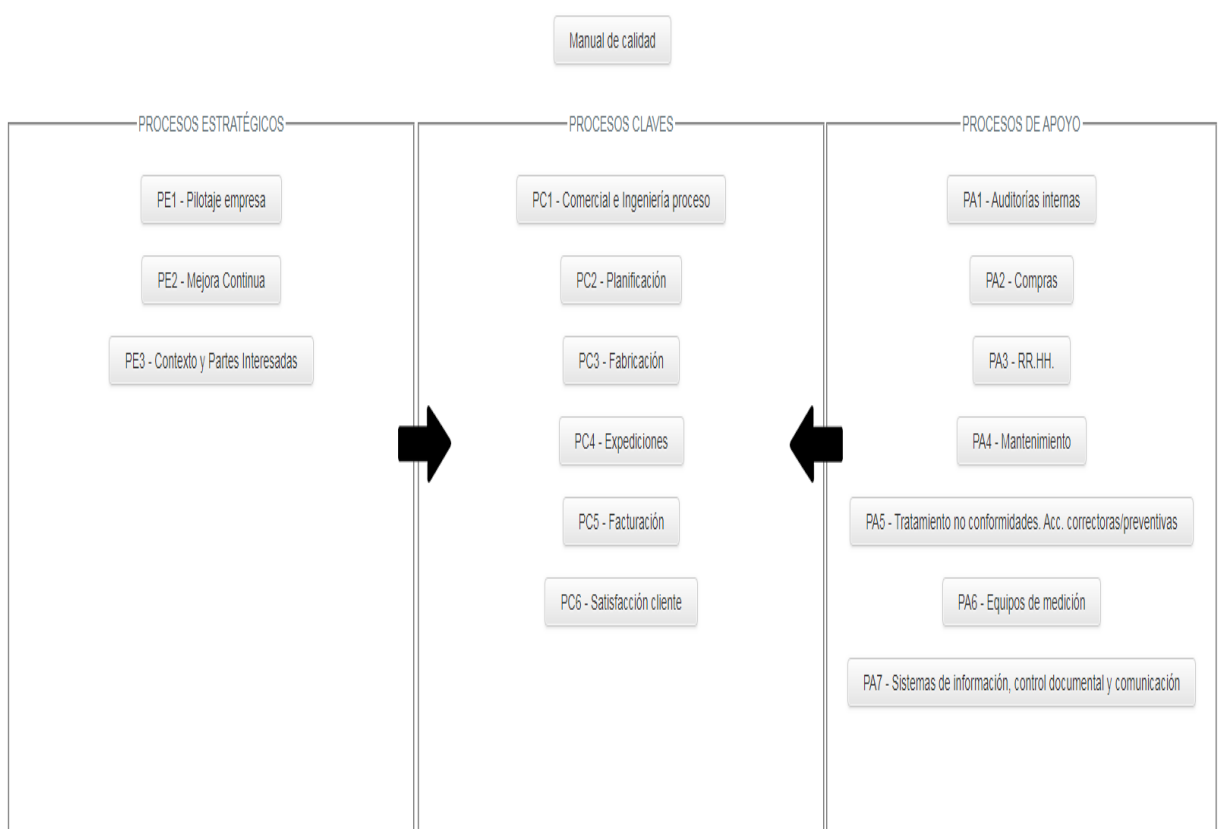 Manual de calidad
PROCESOS ESTRATÉGICOS
PE1 - Pilotaje empresa
PE2 - Mejora Continua
PE3 - Contexto y Partes Interesadas
PROCESOS CLAVES
PC1 - Comercial e Ingeniería proceso
PC2 - Planificación
PC3 - Fabricación
PC4 - Expediciones
PC5 - Facturación
PC6 - Satisfacción cliente
PROCESOS DE APOYO
PA1 - Auditorías internas
PA2 - Compras
PA3 - RR.HH.
PA4 - Mantenimiento
PA5 - Tratamiento no conformidades. Acc. correctoras/preventivas
PA6 - Equipos de medición
PA7 - Sistemas de información, control documental y comunicación